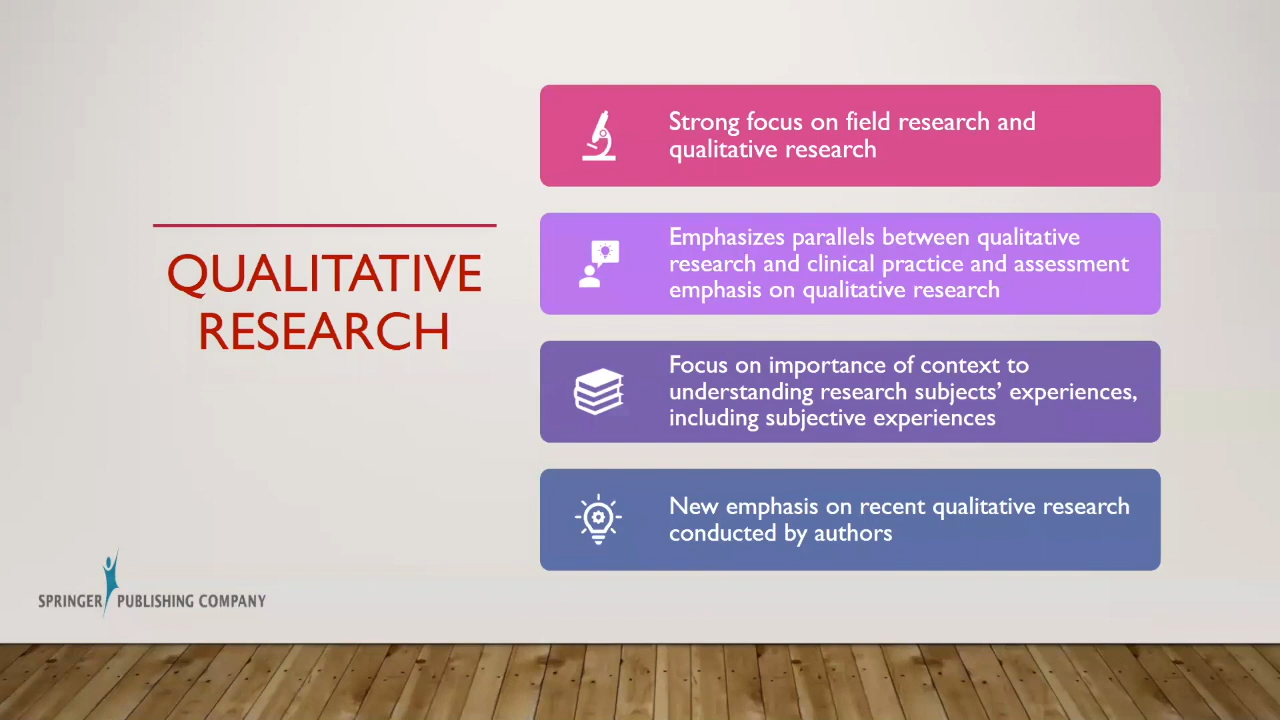 QUALITATIVE
RESEARCH
Strong focus on field research and
qualitative research
Emphasizes parallels between qualitative
research and clinical practice and assessment
emphasis on qualitative research
Focus on importance of context to
understanding research subjects’ experiences,
including subjective experiences
New emphasis on recent qualitative research
conducted by authors
SPRINGER PUBLISHING COMPANY